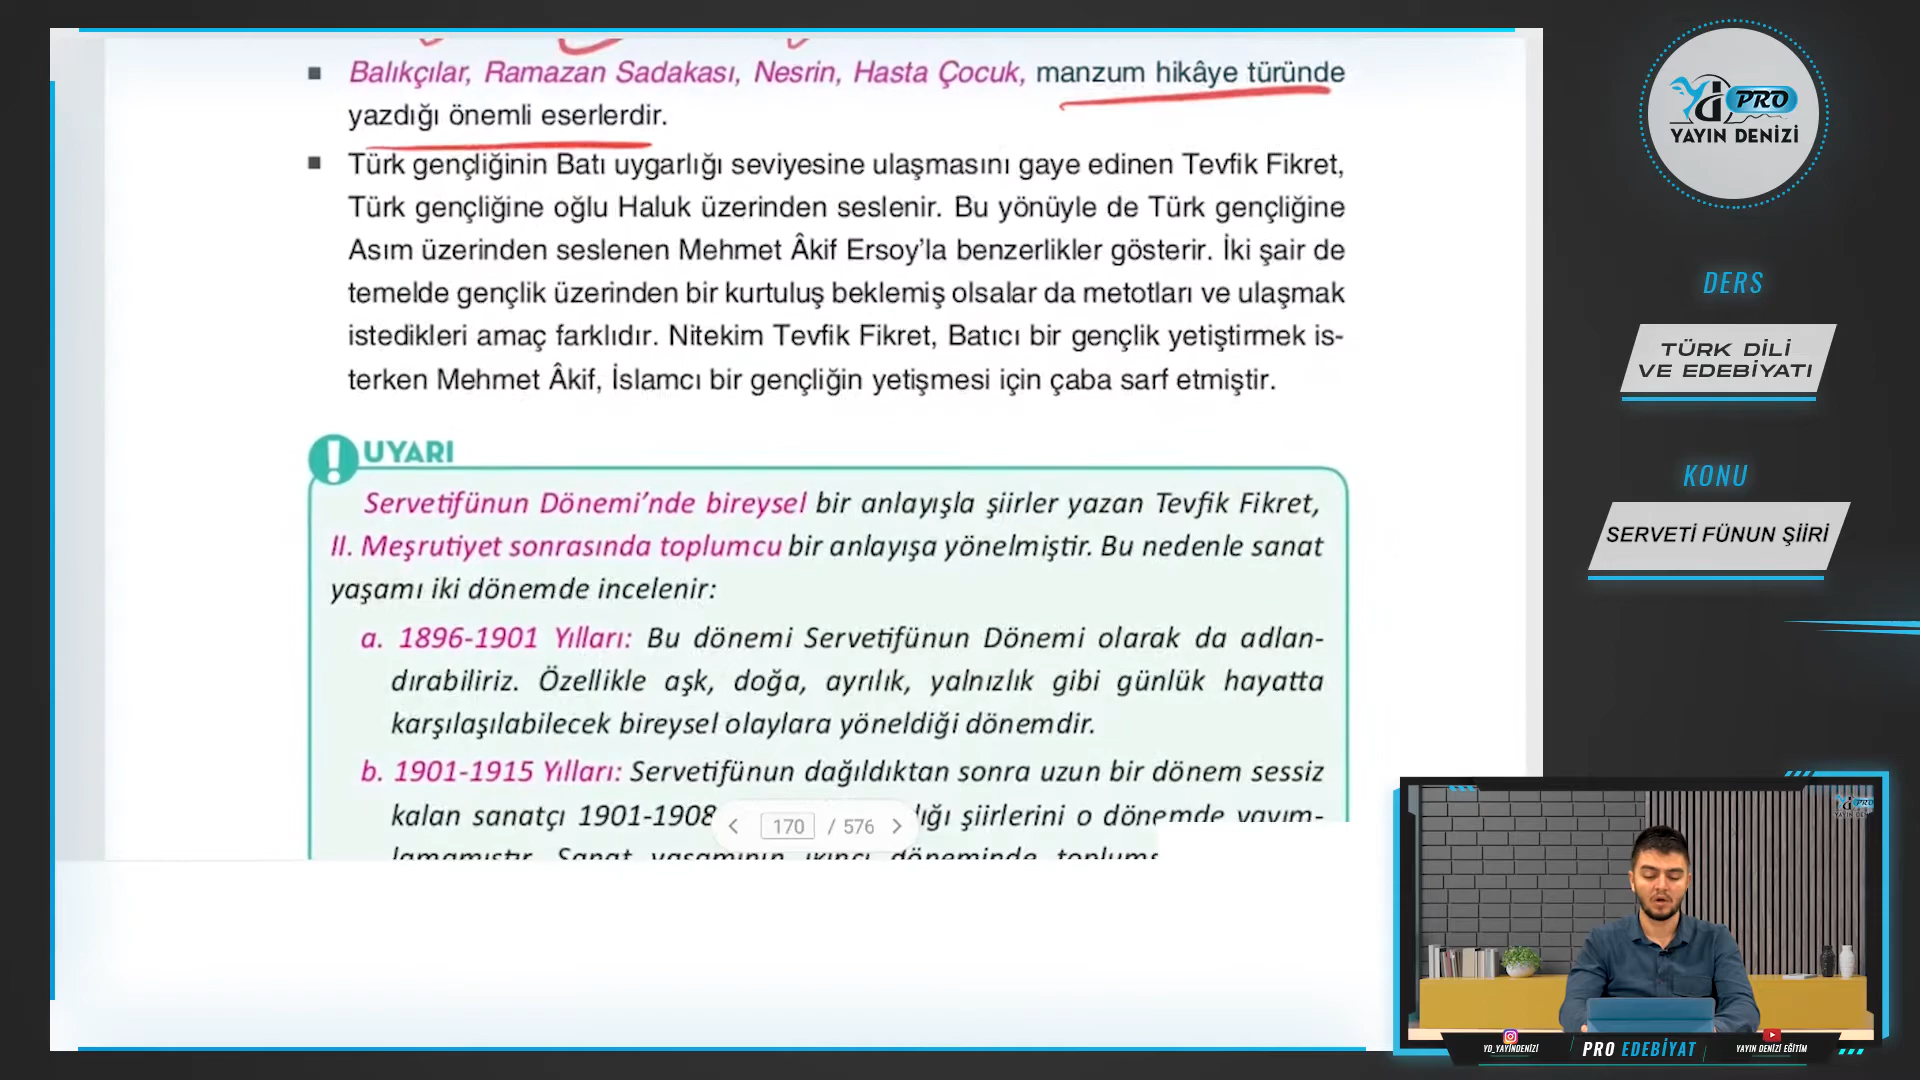 Balıkçılar, Ramazan Sadakası, Nesrin, Hasta Çocuk, manzum hikâye türünde
yazdığı önemli eserlerdir.
Türk gençliğinin Batı uygarlığı seviyesine ulaşmasını gaye edinen Tevfik Fikret,
Türk gençliğine oğlu Haluk üzerinden seslenir. Bu yönüyle de Türk gençliğine
Asım üzerinden seslenen Mehmet Âkif Ersoy'la benzerlikler gösterir. İki şair de
temelde gençlik üzerinden bir kurtuluş beklemiş olsalar da metotları ve ulaşmak
istedikleri amaç farklıdır. Nitekim Tevfik Fikret, Batıcı bir gençlik yetiştirmek is-
terken Mehmet Âkif, İslamcı bir gençliğin yetişmesi için çaba sarf etmiştir.
UYARI
Servetifünun Dönemi'nde bireysel bir anlayışla şiirler yazan Tevfik Fikret,
II. Meşrutiyet sonrasında toplumcu bir anlayışa yönelmiştir. Bu nedenle sanat
yaşamı iki dönemde incelenir:
a. 1896-1901 Yılları: Bu dönemi Servetifünun Dönemi olarak da adlan-
dırabiliriz. Özellikle aşk, doğa, ayrılık, yalnızlık gibi günlük hayatta
karşılaşılabilecek bireysel olaylara yöneldiği dönemdir.
b. 1901-1915 Yılları: Servetifünun dağıldıktan sonra uzun bir dönem sessiz
kalan sanatçı 1901-1908 şiirlerini o dönemde yayım-
lamamıştır. Sanat yaşamının ikinci döneminde
170 / 576
yd PRO
YAYIN DENİZİ
DERS
TÜRK DİLİ
VE EDEBİYATI
KONU
SERVETİ FÜNUN ŞİİRİ
YD_YAYINDENIZI
PRO EDEBİYAT
YAYIN DENİZİ EĞİTİM